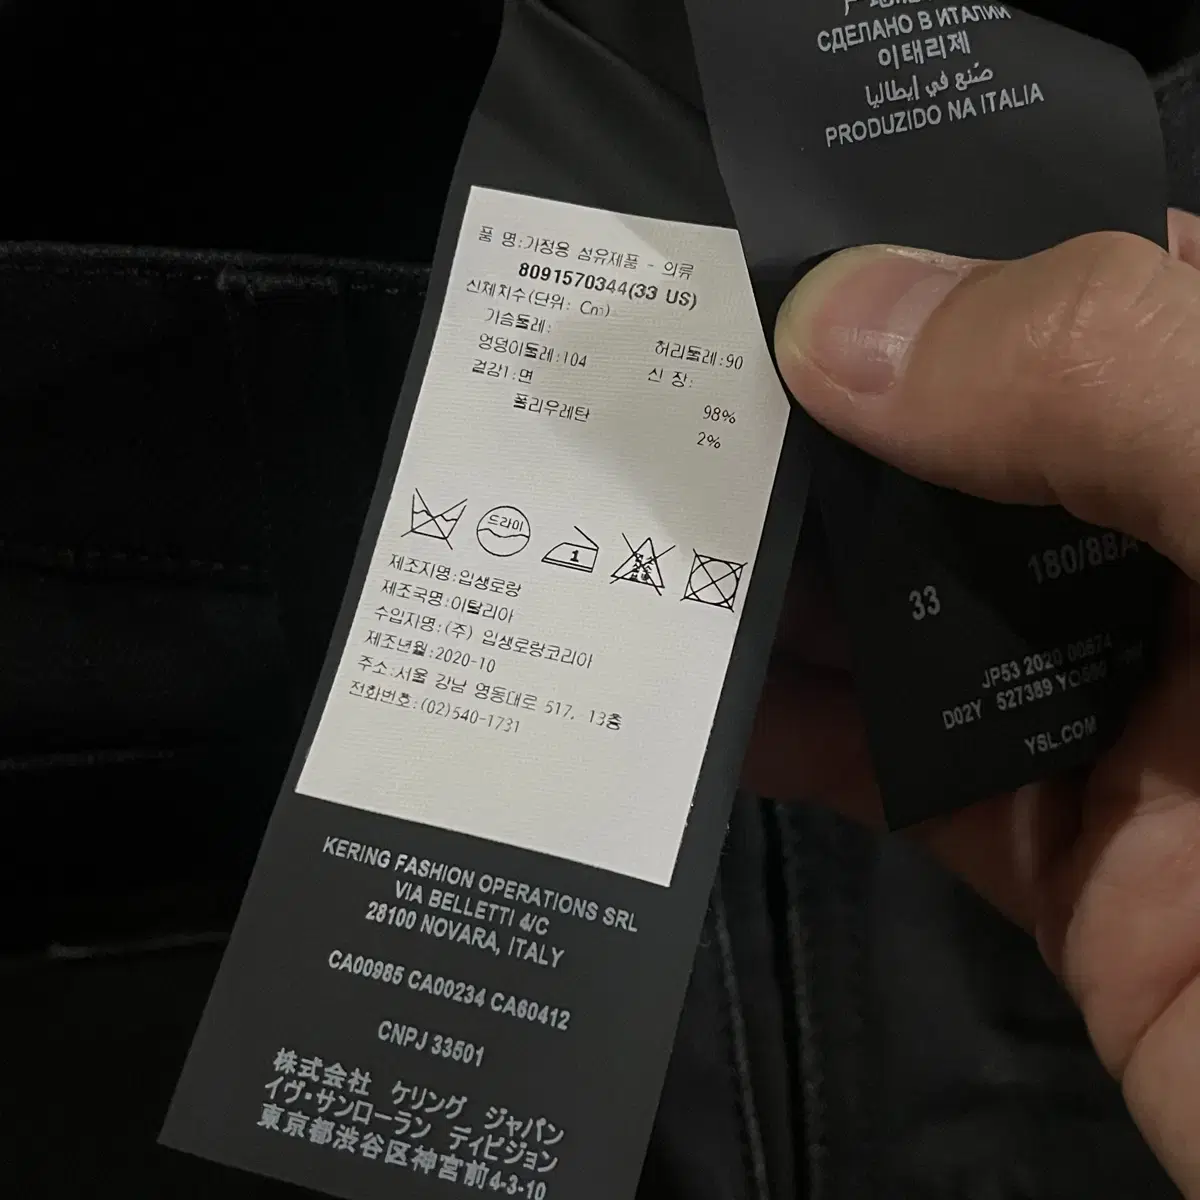 СДЕЛАНО В ИТАЛИИ
이태리제
صُنع في إيطاليا
PRODUZIDO NA ITALIA
품 명:가정용 섬유제품 - 의류
8091570344(33 US)
신체치수(단위: Cm)
가슴둘레:
허리둘레:90
엉덩이둘레:104
신 장:
겉감1:면
98%
폴리우레탄
2%
드라이
1
제조자명:입생로랑
제조국명:이탈리아
수입자명:(주) 입생로랑코리아
제조년월:2020-10
주소:서울 강남 영동대로 517, 13층
전화번호:(02)540-1731
KERING FASHION OPERATIONS SRL
VIA BELLETTI 4/C
28100 NOVARA, ITALY
CA00985 CA00234 CA60412
CNPJ 33501
株式会社 ケリング ジャパン
イヴ・サンローラン ディビジョン
東京都渋谷区神宮前4-3-10
33
180/88A
JP53 2020 00674
D02Y 527389
YSL.COM